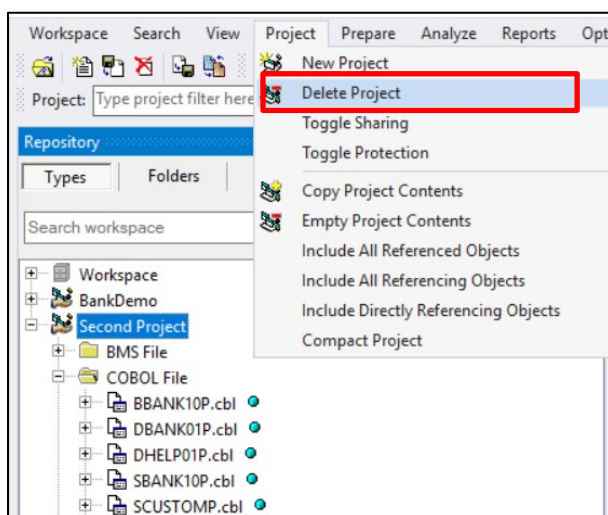 Workspace Search View Project Prepare Analyze Reports Opt
New Project
Project: Type project filter here
Delete Project
Toggle Sharing
Repository
Toggle Protection
Types Folders
Copy Project Contents
Search workspace
Empty Project Contents
Include All Referenced Objects
Workspace
Include All Referencing Objects
BankDemo
Include Directly Referencing Objects
Second Project
Compact Project
BMS File
COBOL File
BBANK10P.cbl
DBANK01P.cbl
DHELP01P.cbl
SBANK10P.cbl
SCUSTOMP.cbl